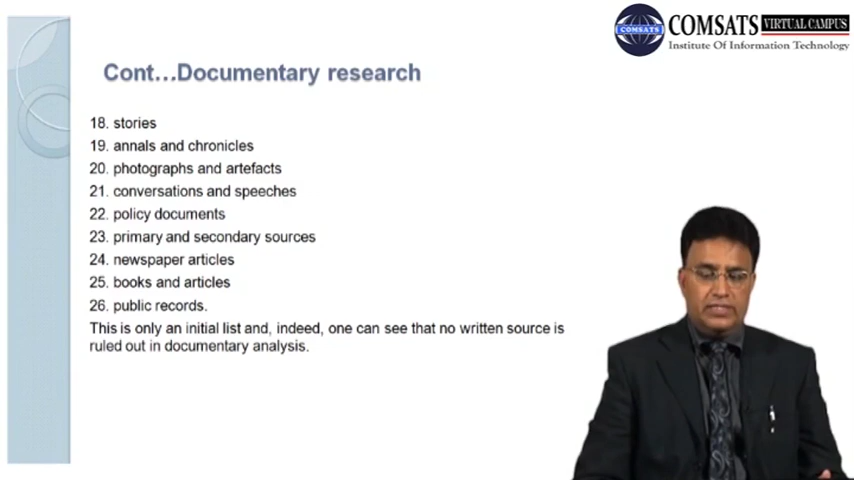 COMSATS VIRTUAL CAMPUS
COMSATS
Institute Of Information Technology
Cont...Documentary research
18. stories
19. annals and chronicles
20. photographs and artefacts
21. conversations and speeches
22. policy documents
23. primary and secondary sources
24. newspaper articles
25. books and articles
26. public records.
This is only an initial list and, indeed, one can see that no written source is
ruled out in documentary analysis.